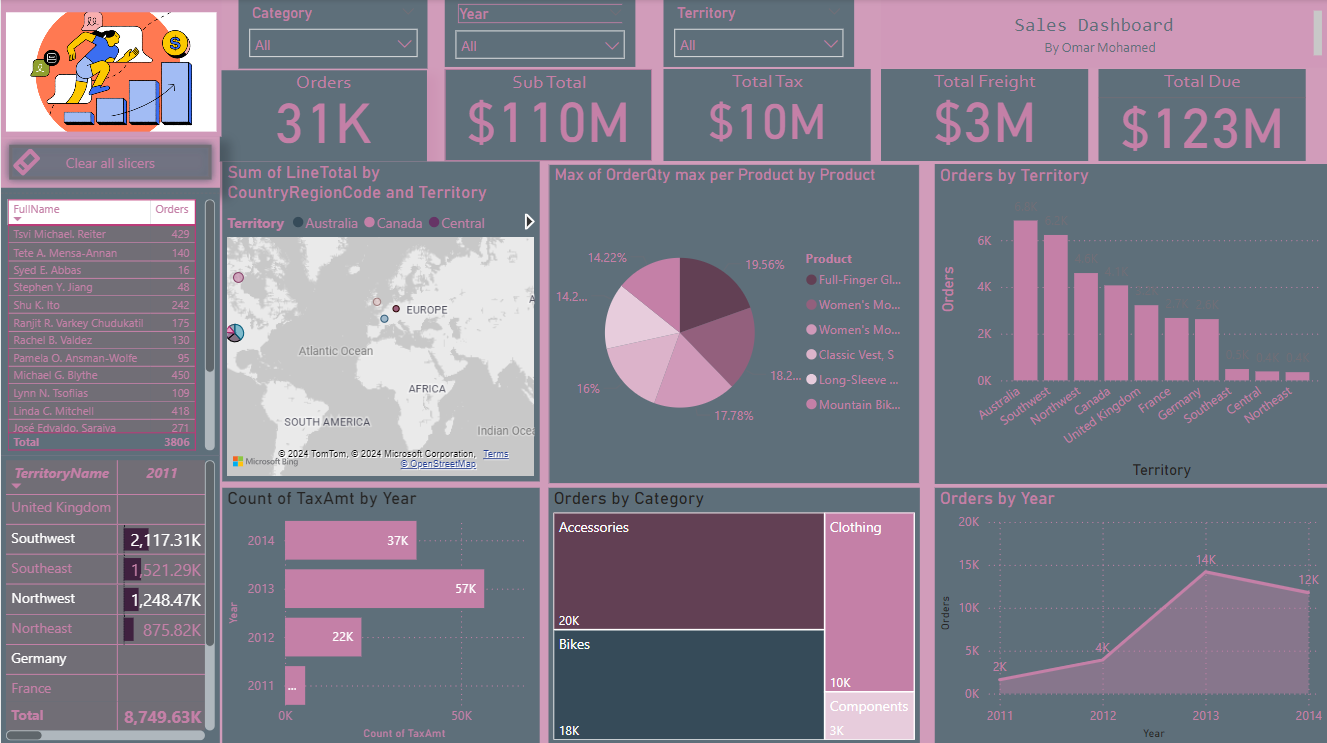 Category
All
Year
All
Territory
All
Sales Dashboard
By Omar Mohamed
Orders
31K
Sub Total
$110M
Total Tax
$10M
Total Freight
$3M
Total Due
$123M
Clear all slicers
FullName Orders
Tsvi Michael. Reiter 429
Tete A. Mensa-Annan 140
Syed E. Abbas 16
Stephen Y. Jiang 48
Shu K. Ito 242
Ranjit R. Varkey Chudukatil 175
Rachel B. Valdez 130
Pamela O. Ansman-Wolfe 95
Michael G. Blythe 450
Lynn N. Tsoflias 109
Linda C. Mitchell 418
José Edvaldo. Saraiva 271
Total 3806
TerritoryName 2011
United Kingdom
Southwest 2,117.31K
Southeast 1,521.29K
Northwest 1,248.47K
Northeast 875.82K
Germany
France
Total 8,749.63K
Sum of LineTotal by
CountryRegionCode and Territory
Territory Australia Canada Central
EUROPE
Atlantic Ocean
AFRICA
SOUTH AMERICA
Indian Ocea
© 2024 TomTom, © 2024 Microsoft Corporation, Terms
Microsoft Bing © OpenStreetMap
Max of OrderQty max per Product by Product
14.22%
19.56%
14.2...
18.2...
16%
17.78%
Product
Full-Finger Gl...
Women's Mo...
Women's Mo...
Classic Vest, S
Long-Sleeve ...
Mountain Bik...
Orders by Territory
Orders
6K
4K
2K
0K
Australia
Southwest
Northwest
Canada
United Kingdom
France
Germany
Southeast
Central
Northeast
Territory
Count of TaxAmt by Year
Year
2014 37K
2013 57K
2012 22K
2011 ...
0K 50K
Count of TaxAmt
Orders by Category
Accessories
20K
Bikes
18K
Clothing
10K
Components
3K
Orders by Year
Orders
20K
15K
10K
5K
0K
2K
4K
14K
12K
2011 2012 2013 2014
Year